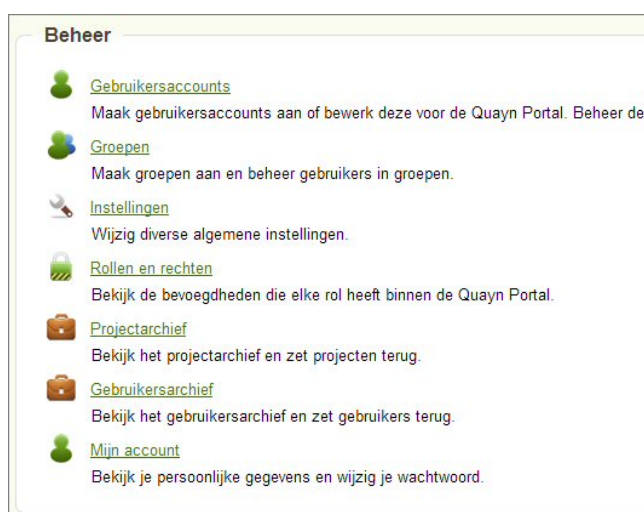 Beheer
Gebruikersaccounts
Maak gebruikersaccounts aan of bewerk deze voor de Quayn Portal. Beheer de
Groepen
Maak groepen aan en beheer gebruikers in groepen.
Instellingen
Wijzig diverse algemene instellingen.
Rollen en rechten
Bekijk de bevoegdheden die elke rol heeft binnen de Quayn Portal.
Projectarchief
Bekijk het projectarchief en zet projecten terug.
Gebruikersarchief
Bekijk het gebruikersarchief en zet gebruikers terug.
Mijn account
Bekijk je persoonlijke gegevens en wijzig je wachtwoord.